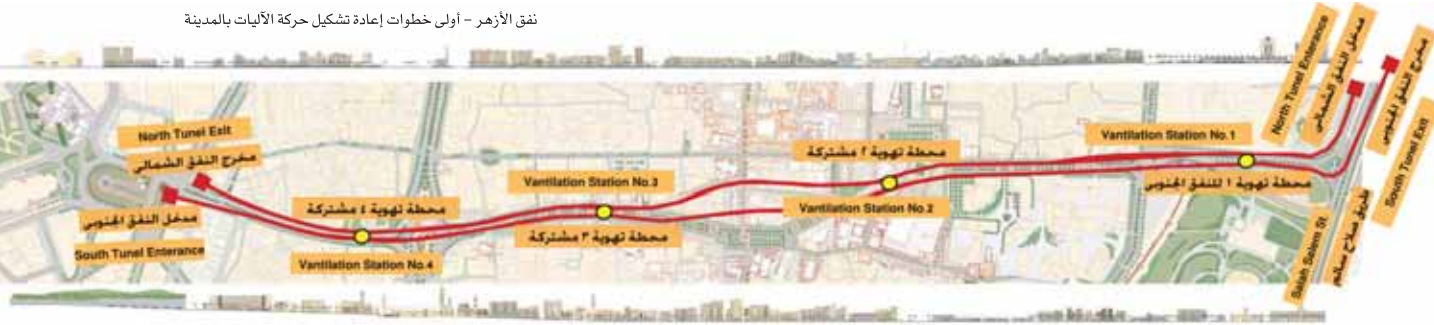 نفق الأزهر – أولى خطوات إعادة تشكيل حركة الآليات بالمدينة
North Tunel Exit
مخرج النفق الشمالي
مدخل النفق الجنوبي
South Tunel Enterance
محطة تهوية ٤ مشتركة
Vantilation Station No.4
Vantilation Station No.3
محطة تهوية ٣ مشتركة
محطة تهوية ٢ مشتركة
Vantilation Station No.2
Vantilation Station No.1
محطة تهوية ١ للنفق الجنوبي
North Tunel Enterance
مدخل النفق الشمالي
مخرج النفق الجنوبي
South Tunel Exit
Salah Salem St.
طريق صلاح سالم